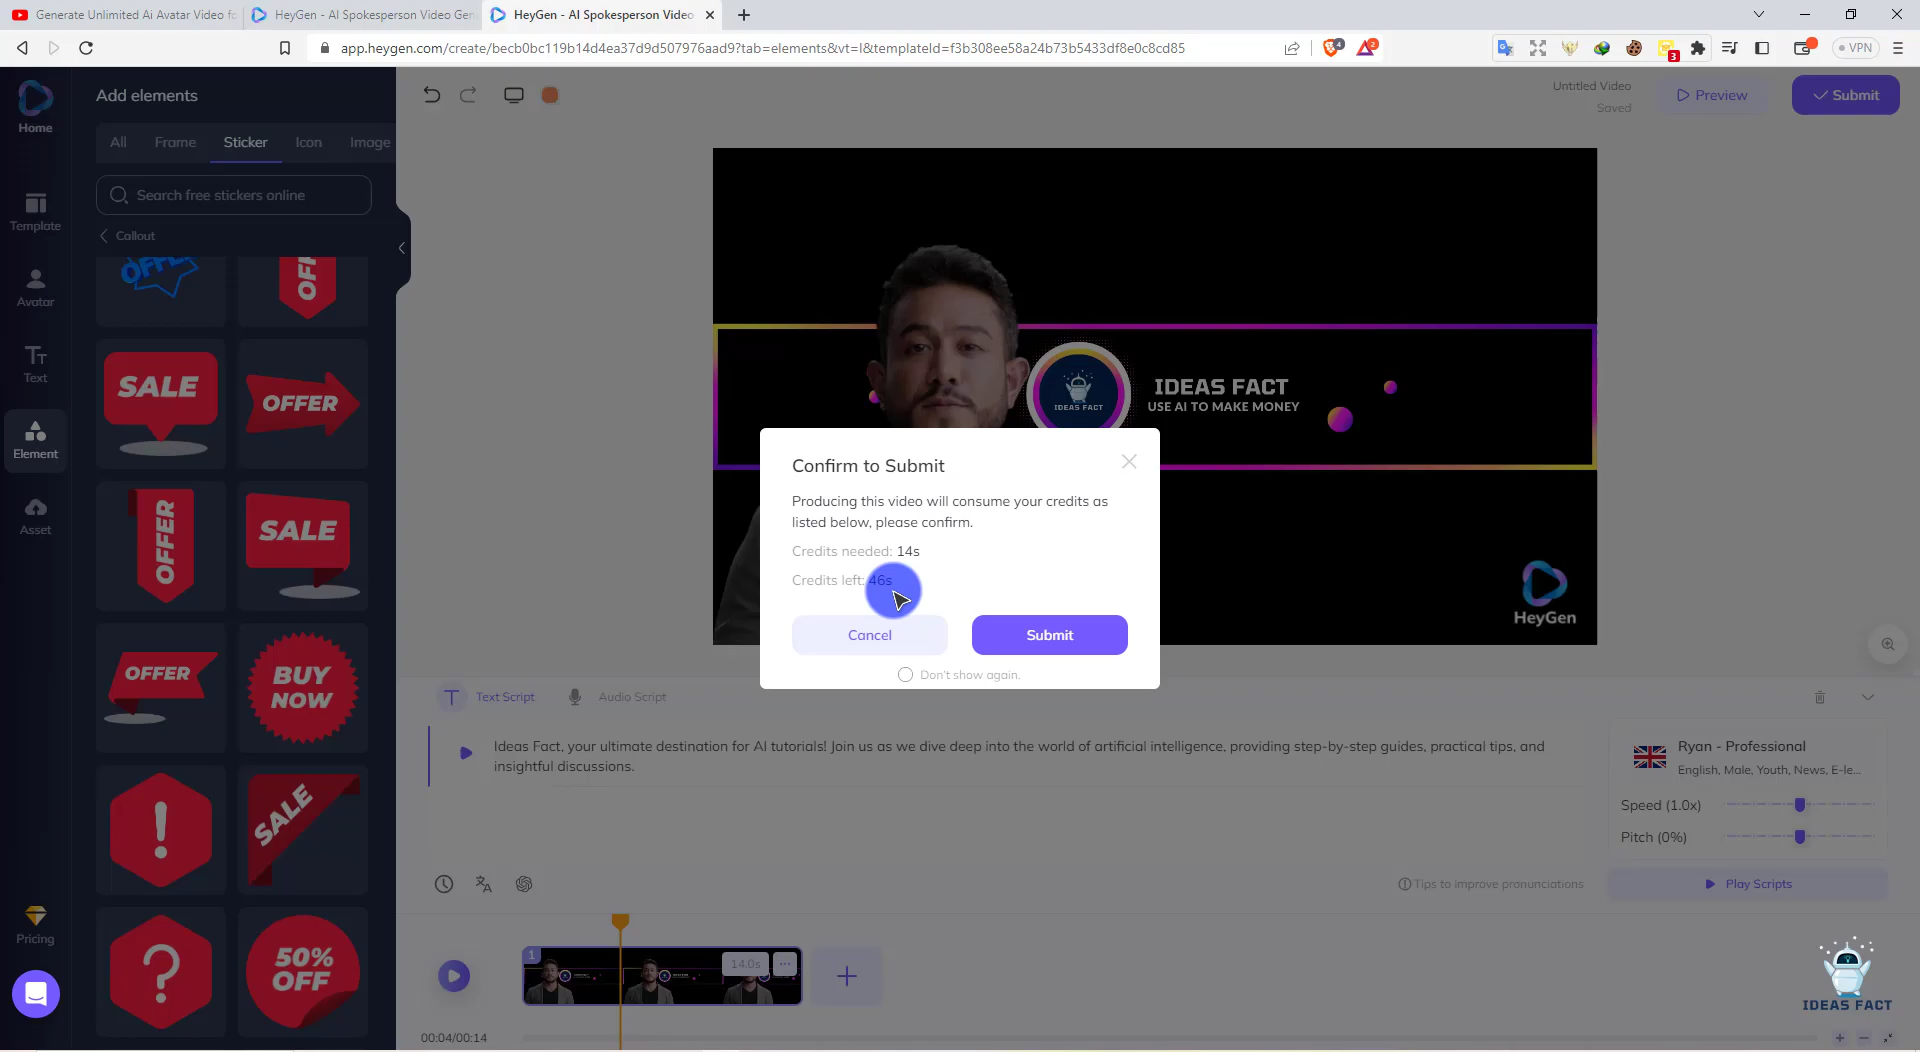 Generate Unlimited Ai Avatar Video fo
HeyGen - AI Spokesperson Video Gen
HeyGen - AI Spokesperson Video
app.heygen.com/create/becb0bc119b14d4ea37d9d507976aad9?tab=elements&vt=l&templateId=f3b308ee58a24b73b5433df8e0c8cd85
4
2
3
VPN
Home
Add elements
Untitled Video
Saved
Preview
Submit
All
Frame
Sticker
Icon
Image
Search free stickers online
Callout
Template
Avatar
Text
Element
Asset
Pricing
OFFER
OFFER
SALE
OFFER
OFFER
SALE
OFFER
BUY
NOW
!
SALE
?
50%
OFF
IDEAS FACT
IDEAS FACT
USE AI TO MAKE MONEY
HeyGen
Confirm to Submit
Producing this video will consume your credits as
listed below, please confirm.
Credits needed: 14s
Credits left: 46s
Cancel
Submit
Don't show again.
Text Script
Audio Script
Ideas Fact, your ultimate destination for AI tutorials! Join us as we dive deep into the world of artificial intelligence, providing step-by-step guides, practical tips, and
insightful discussions.
Ryan - Professional
English, Male, Youth, News, E-le...
Speed (1.0x)
Pitch (0%)
Tips to improve pronunciations
Play Scripts
1
14.0s
00:04/00:14
IDEAS FACT